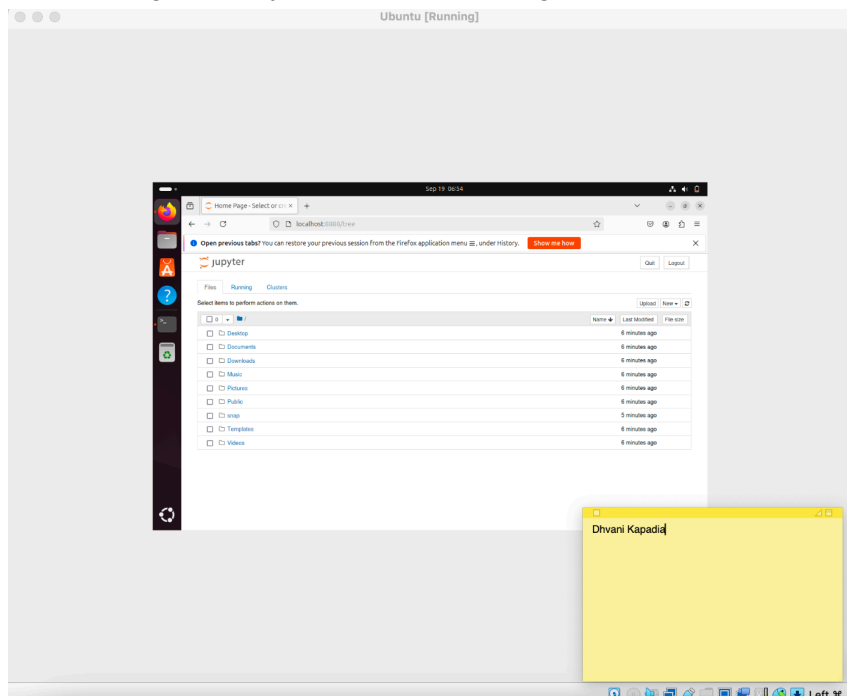 Ubuntu [Running]
Sep 19 06:54
Home Page - Select or cre
localhost:8888/tree
Open previous tabs? You can restore your previous session from the Firefox application menu ≡, under History. Show me how
jupyter
Quit Logout
Files Running Clusters
Select items to perform actions on them.
Upload New
0 /
Name Last Modified File size
Desktop 6 minutes ago
Documents 6 minutes ago
Downloads 6 minutes ago
Music 6 minutes ago
Pictures 6 minutes ago
Public 6 minutes ago
snap 5 minutes ago
Templates 6 minutes ago
Videos 6 minutes ago
Dhvani Kapadia
Left ⌘